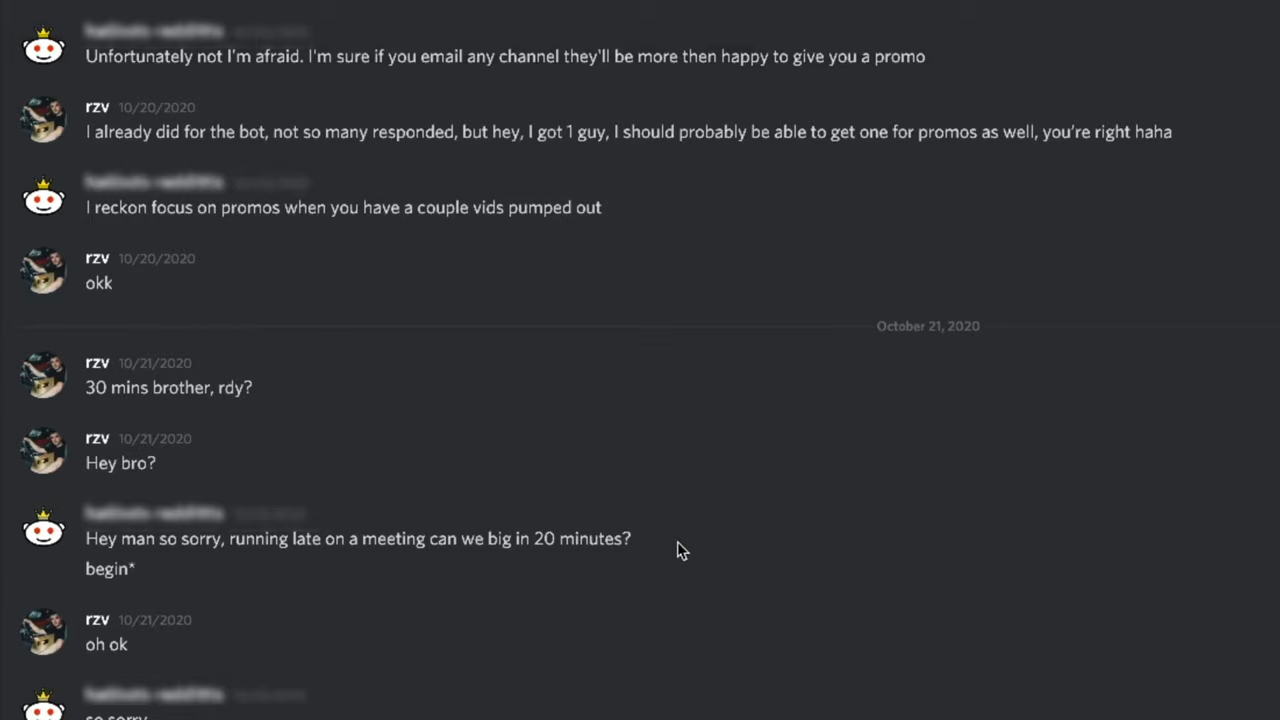 Unfortunately not I'm afraid. I'm sure if you email any channel they'll be more then happy to give you a promo
rzv 10/20/2020
I already did for the bot, not so many responded, but hey, I got 1 guy, I should probably be able to get one for promos as well, you're right haha
I reckon focus on promos when you have a couple vids pumped out
rzv 10/20/2020
okk
October 21, 2020
rzv 10/21/2020
30 mins brother, rdy?
rzv 10/21/2020
Hey bro?
Hey man so sorry, running late on a meeting can we big in 20 minutes?
begin*
rzv 10/21/2020
oh ok
so sorry